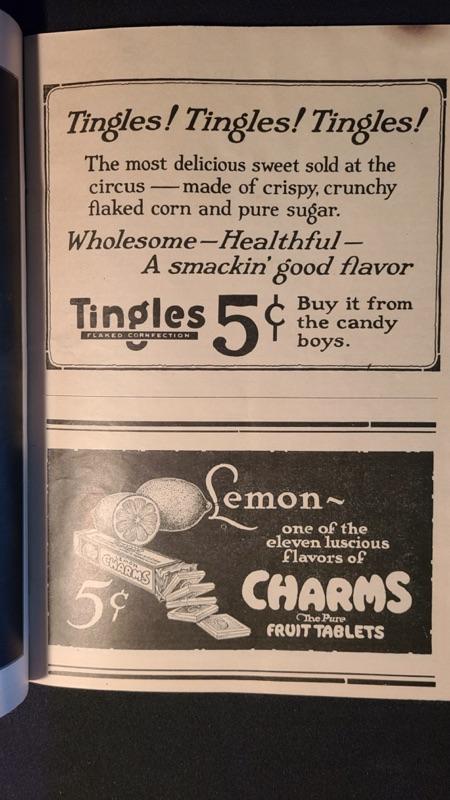 Tingles! Tingles! Tingles!
The most delicious sweet sold at the
circus — made of crispy, crunchy
flaked corn and pure sugar.
Wholesome—Healthful—
A smackin' good flavor
Tingles
FLAKED CORNFECTION
5¢
Buy it from
the candy
boys.
Lemon~
one of the
eleven luscious
flavors of
CHARMS
The Pure
FRUIT TABLETS
CHARMS
5¢